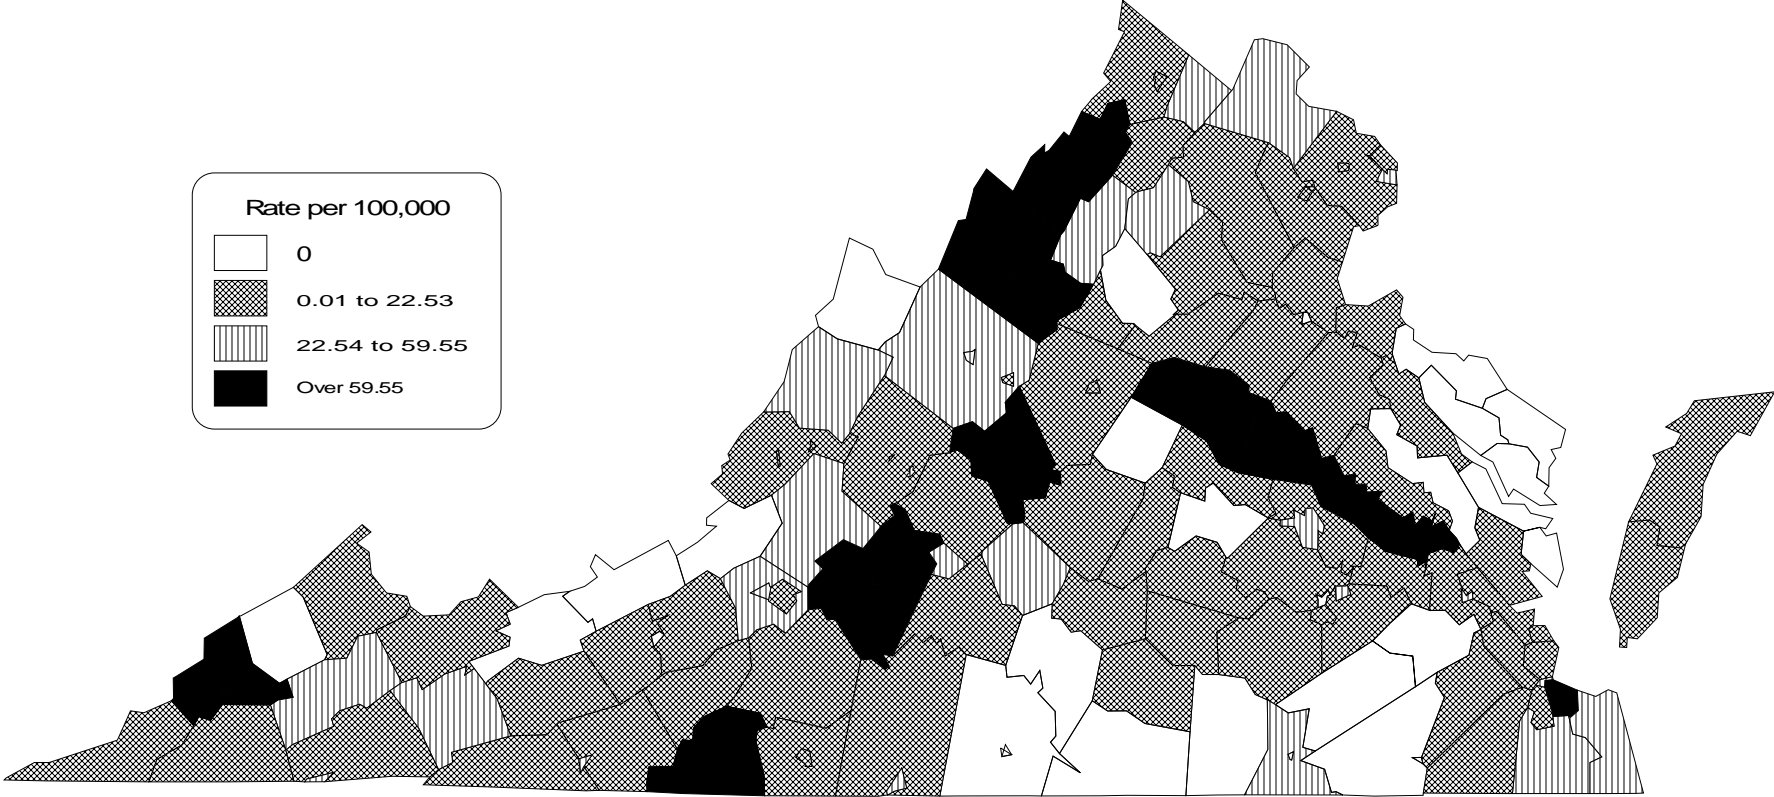 Rate per 100,000
0
0.01 to 22.53
22.54 to 59.55
Over 59.55